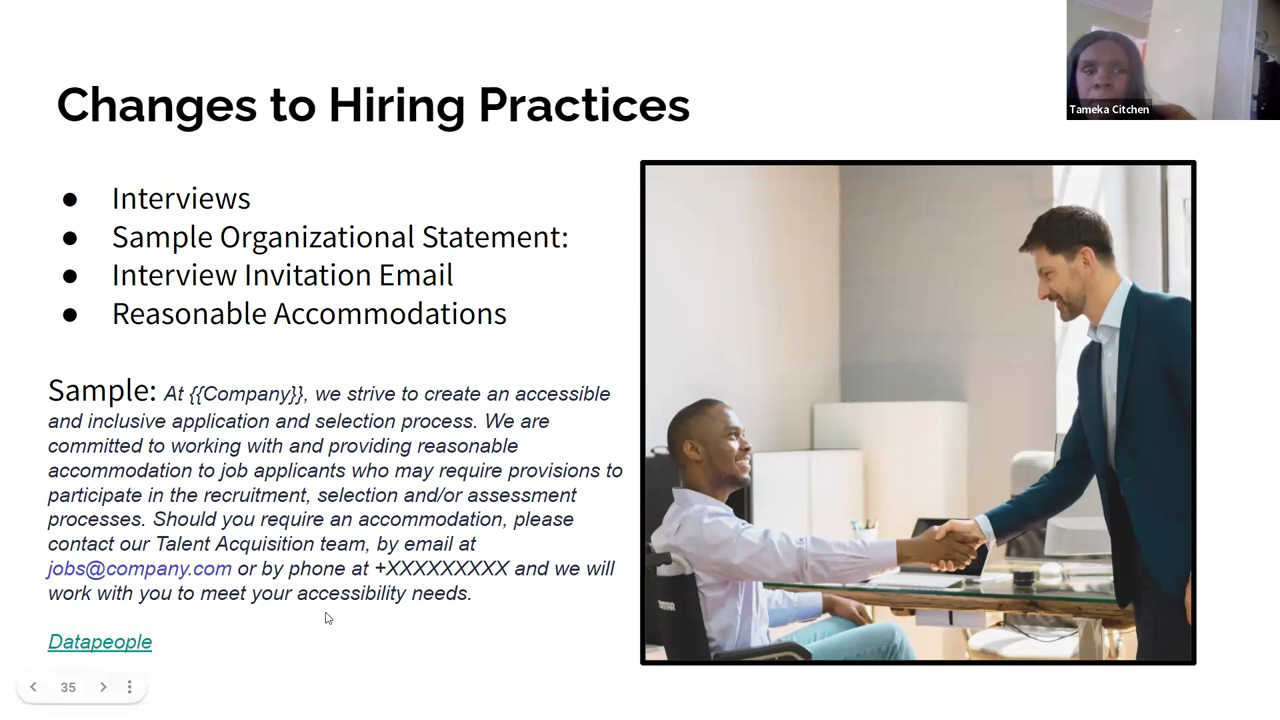 Changes to Hiring Practices
Tameka Citchen
● Interviews
● Sample Organizational Statement:
● Interview Invitation Email
● Reasonable Accommodations
Sample: At {{Company}}, we strive to create an accessible
and inclusive application and selection process. We are
committed to working with and providing reasonable
accommodation to job applicants who may require provisions to
participate in the recruitment, selection and/or assessment
processes. Should you require an accommodation, please
contact our Talent Acquisition team, by email at
jobs@company.com or by phone at +XXXXXXXXX and we will
work with you to meet your accessibility needs.
Datapeople
35